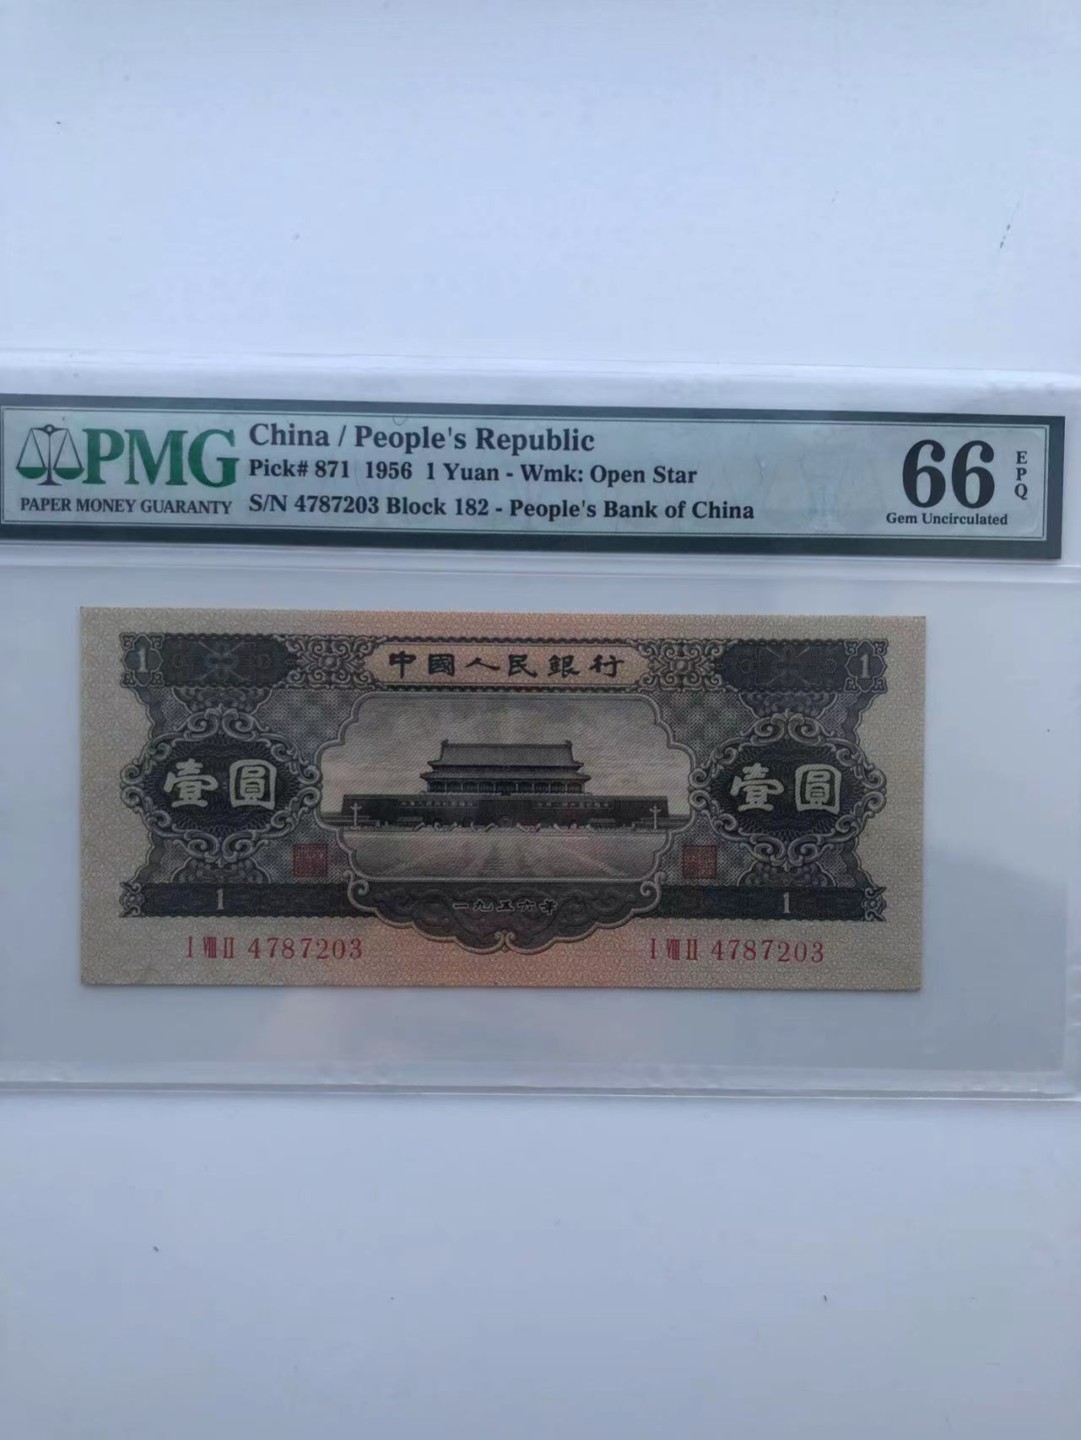 PMG
PAPER MONEY GUARANTY
China / People's Republic
Pick# 871 1956 1 Yuan - Wmk: Open Star
S/N 4787203 Block 182 - People's Bank of China
66
EPQ
Gem Uncirculated
中國人民銀行
1 1
壹圓 壹圓
1 一九五六年 1
I VIII II 4787203 I VIII II 4787203